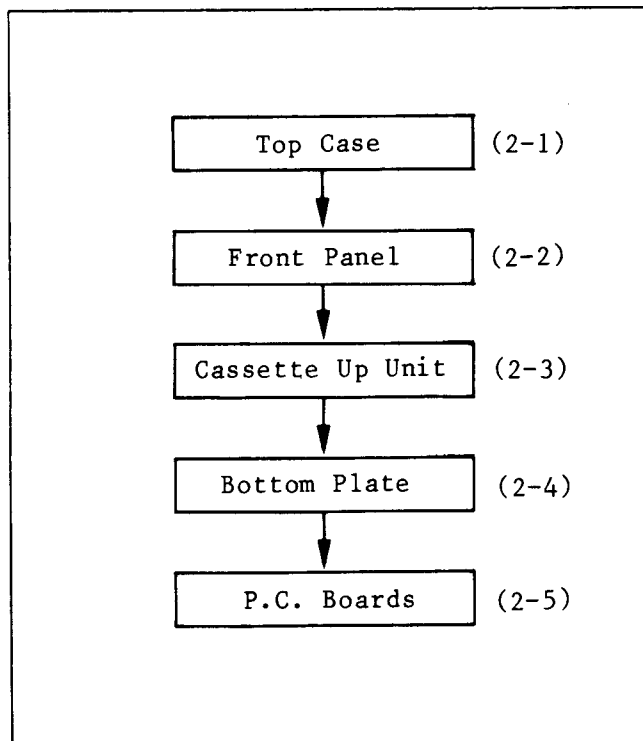 Top Case (2-1)
Front Panel (2-2)
Cassette Up Unit (2-3)
Bottom Plate (2-4)
P.C. Boards (2-5)